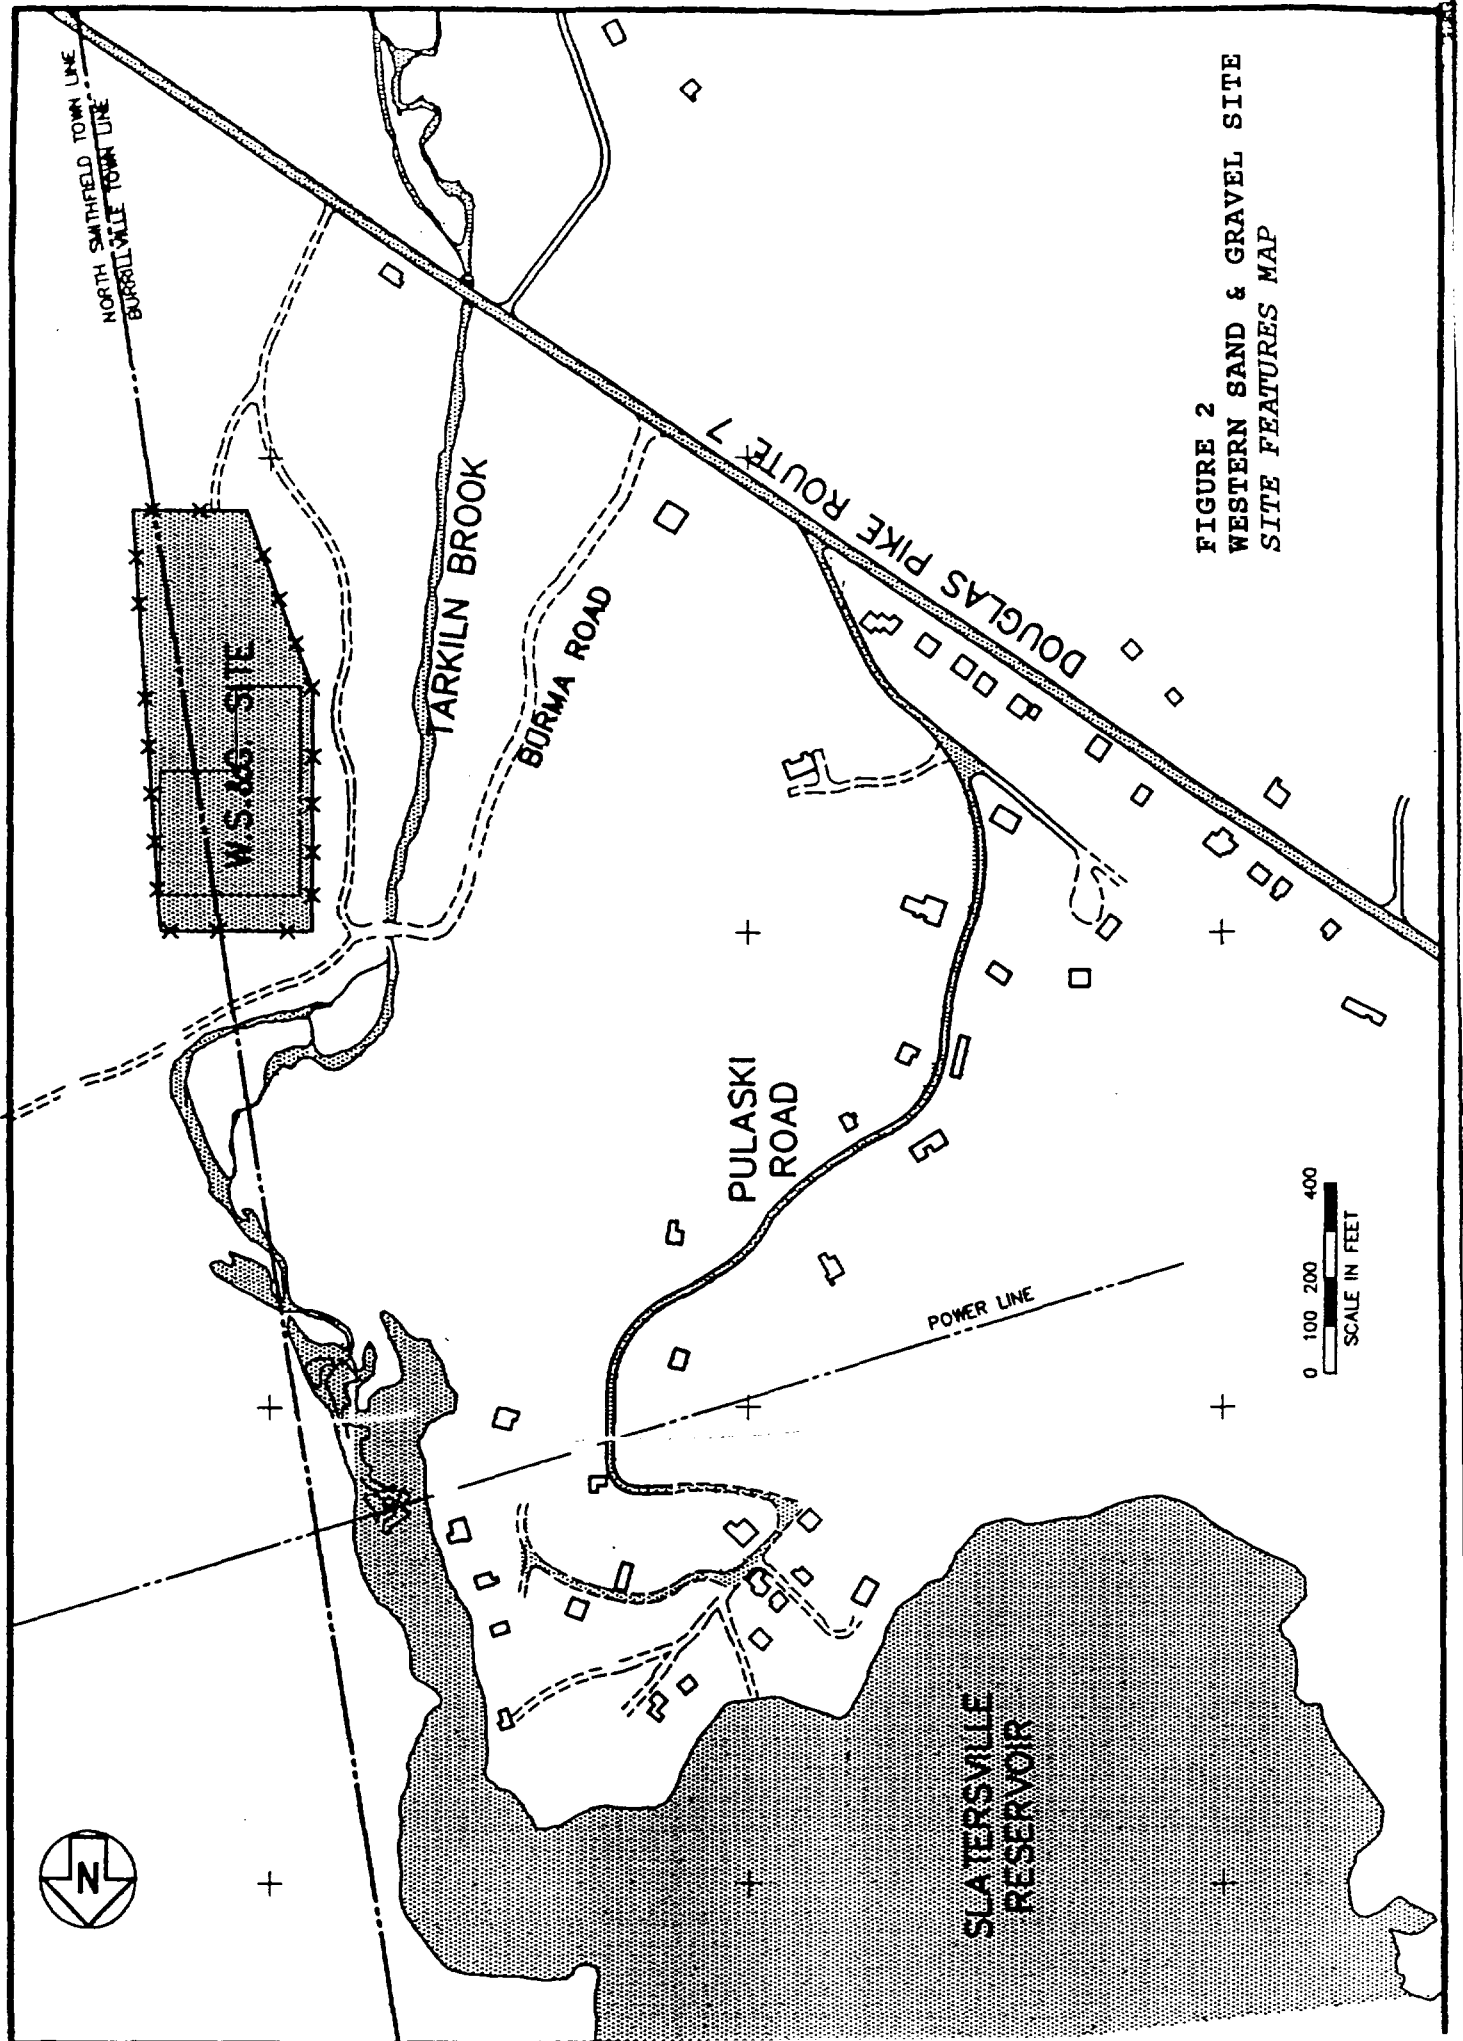 NORTH SMITHFIELD TOWN LINE
BURRILLVILLE TOWN LINE
W.S.&G. SITE
TARKILN BROOK
BURMA ROAD
DOUGLAS PIKE ROUTE 7
PULASKI
ROAD
POWER LINE
SLATERSVILLE
RESERVOIR
N
0 100 200 400
SCALE IN FEET
FIGURE 2
WESTERN SAND & GRAVEL SITE
SITE FEATURES MAP